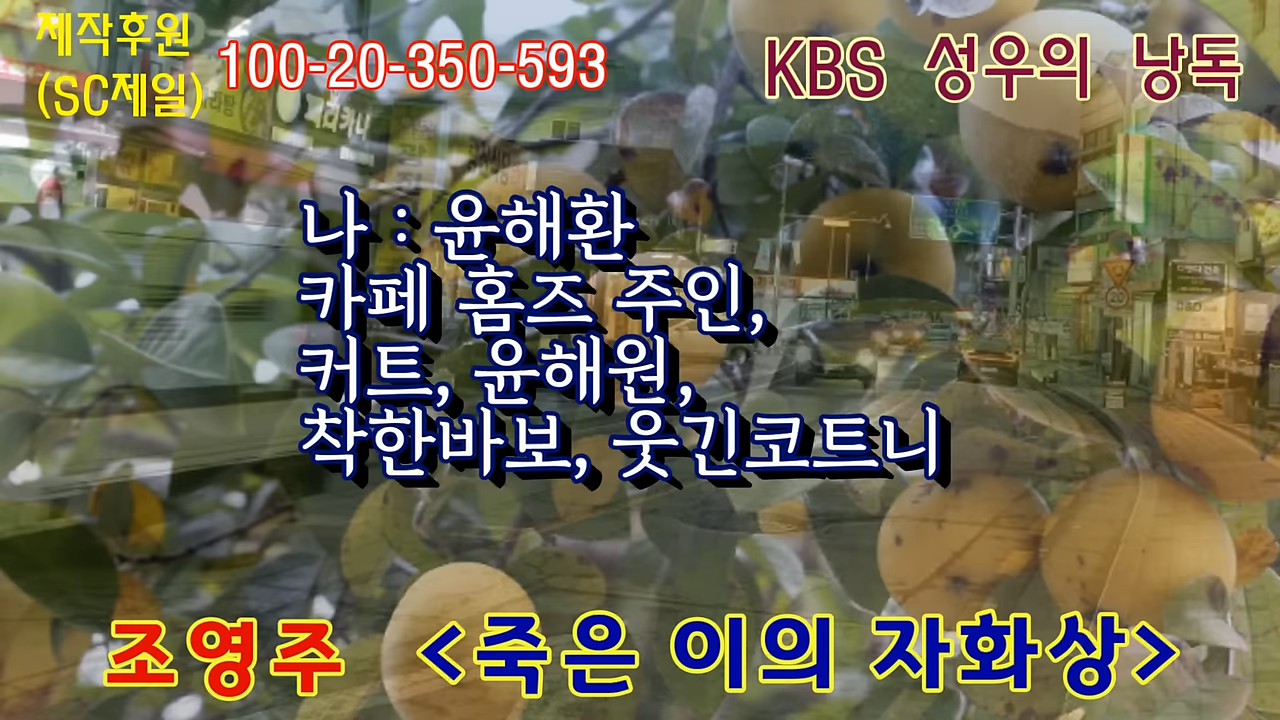 제작후원
(SC제일)
100-20-350-593
KBS 성우의 낭독
나 : 윤해환
카페 홈즈 주인,
커트, 윤해원,
착한바보, 웃긴코트니
조영주 <죽은 이의 자화상>